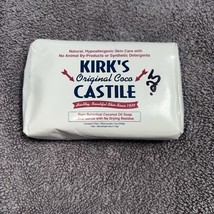 Natural, Hypoallergenic Skin Care with
No Animal By-Products or Synthetic Detergents
KIRK'S
Original Coco
CASTILE
Healthy, Beautiful Skin Since 1839
Pure Botanical Coconut Oil Soap